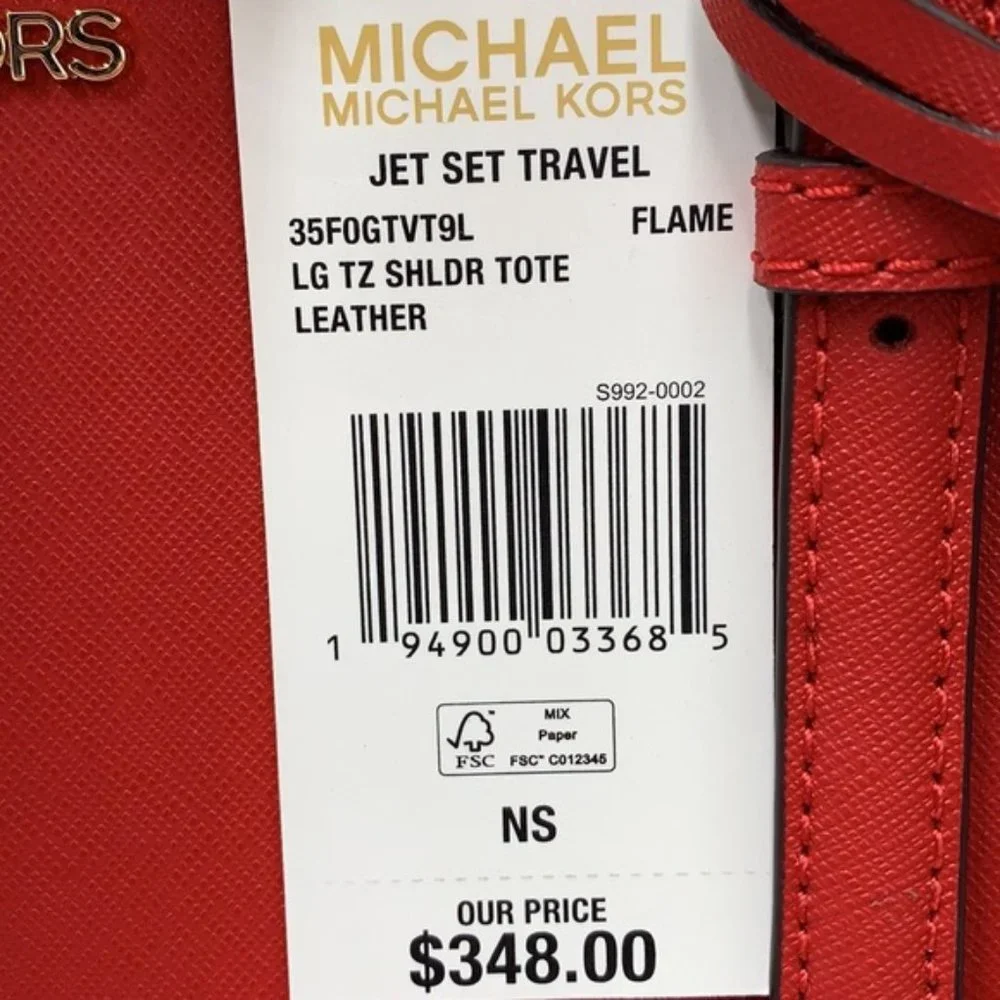 ORS
MICHAEL
MICHAEL KORS
JET SET TRAVEL
35F0GTVT9L FLAME
LG TZ SHLDR TOTE
LEATHER
S992-0002
1 94900 03368 5
FSC
MIX
Paper
FSC™ C012345
NS
OUR PRICE
$348.00